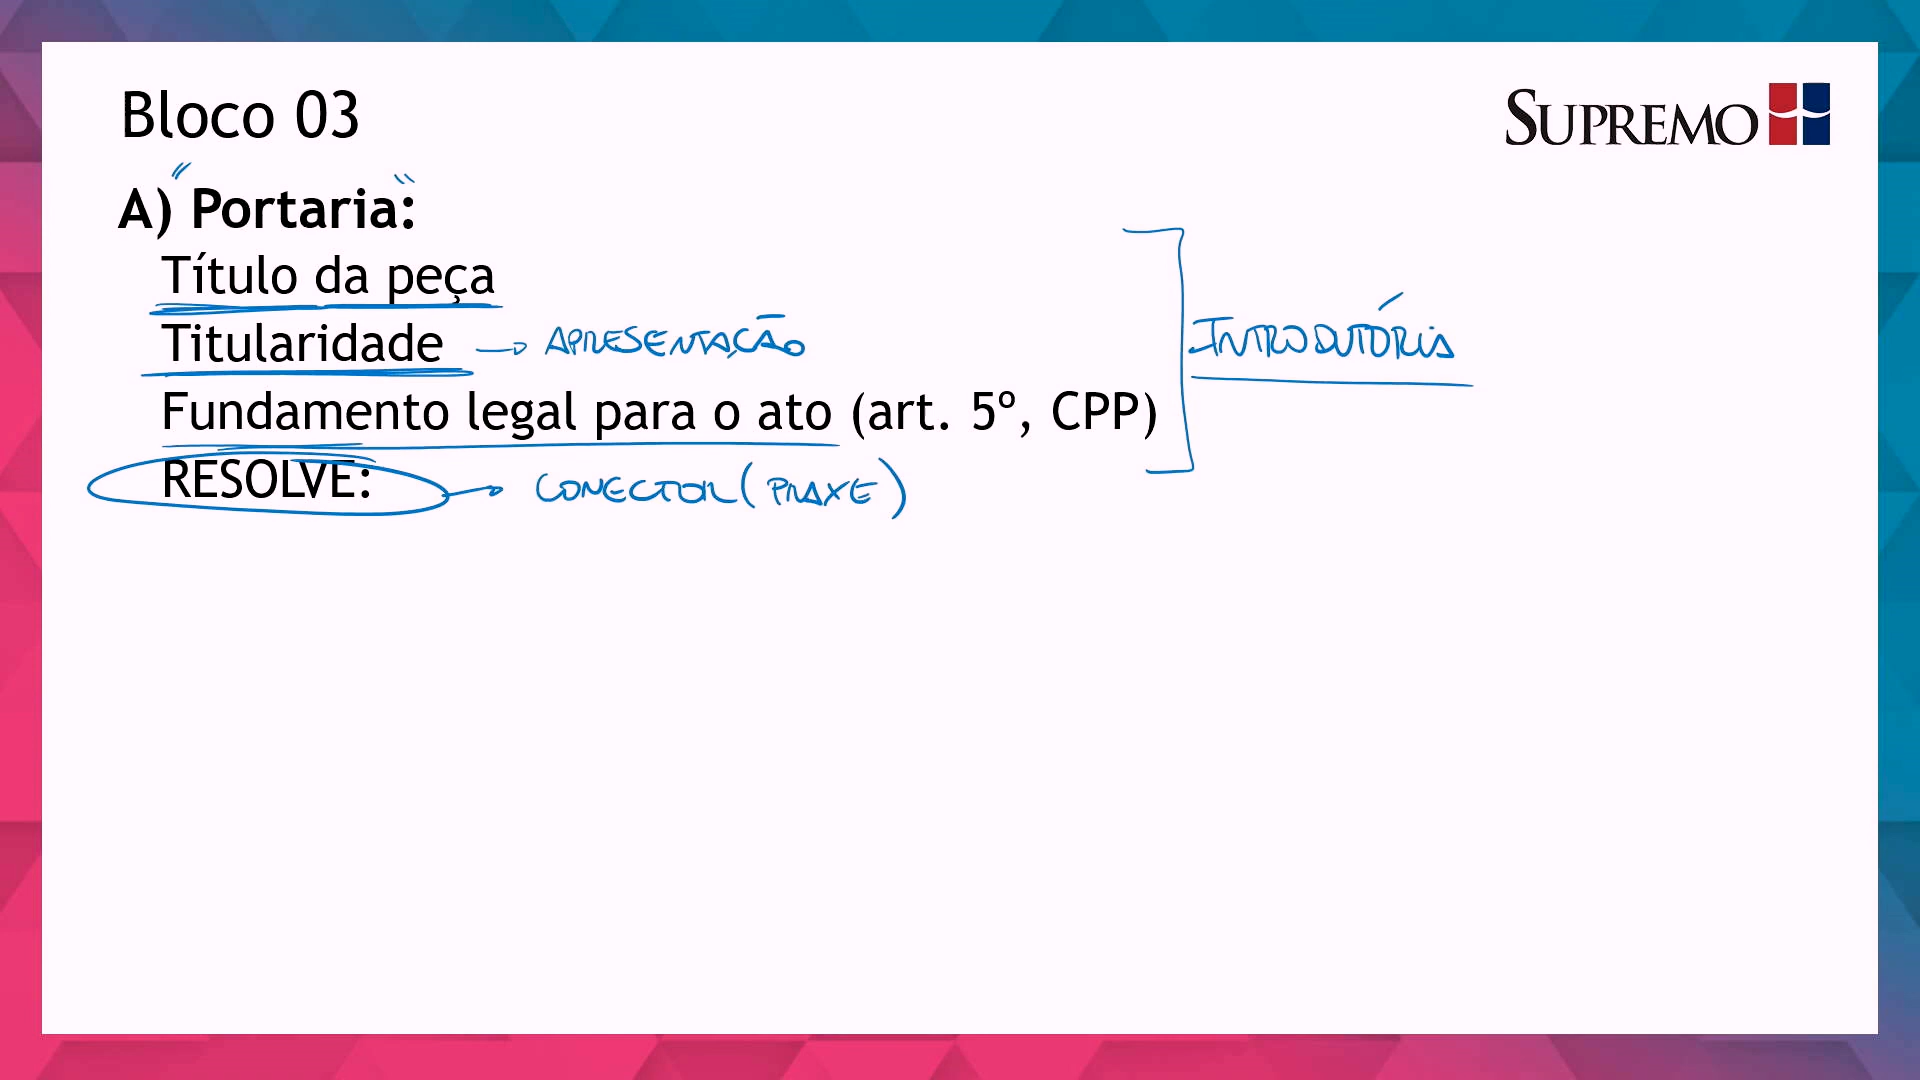 Bloco 03
SUPREMO
"A) Portaria:"
Título da peça
Titularidade → APRESENTAÇÃO
INTRODUTÓRIA
Fundamento legal para o ato (art. 5º, CPP)
RESOLVE: → CONECTOR (PRAXE)